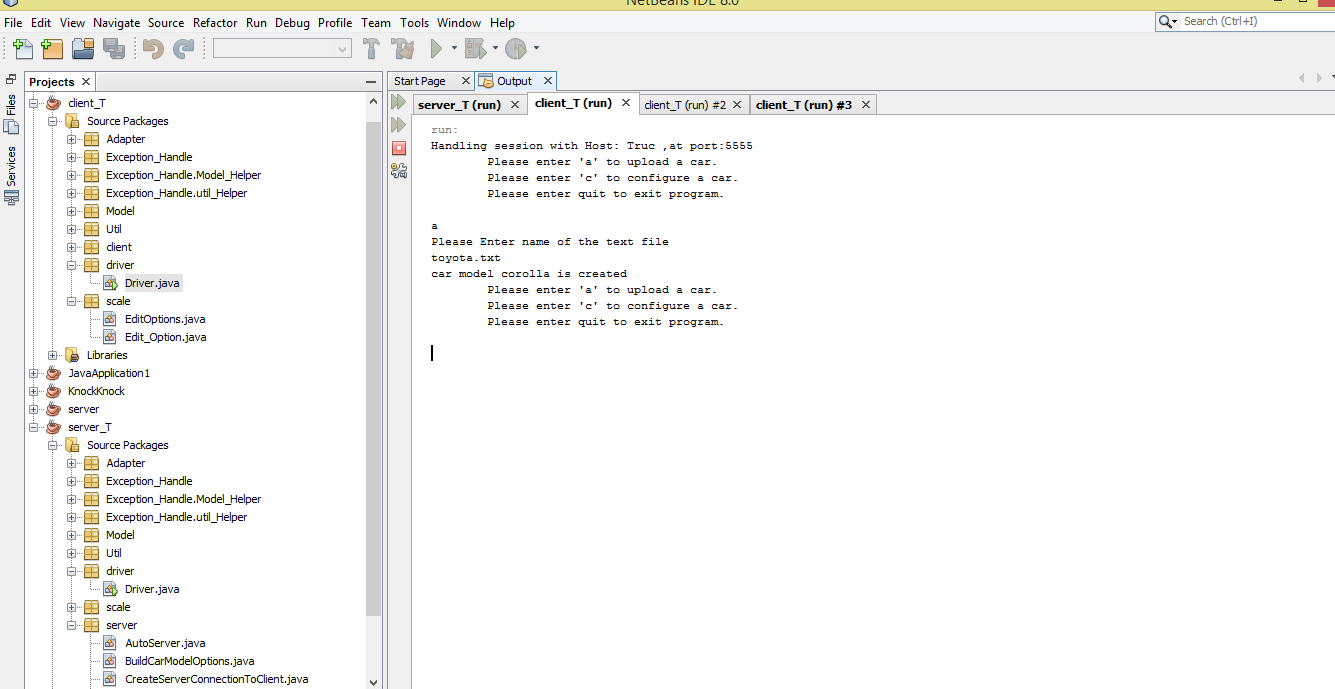 NetBeans IDE 8.0
File Edit View Navigate Source Refactor Run Debug Profile Team Tools Window Help
Search (Ctrl+I)
Files
Services
Projects
client_T
Source Packages
Adapter
Exception_Handle
Exception_Handle.Model_Helper
Exception_Handle.util_Helper
Model
Util
client
driver
Driver.java
scale
EditOptions.java
Edit_Option.java
Libraries
JavaApplication1
KnockKnock
server
server_T
Source Packages
Adapter
Exception_Handle
Exception_Handle.Model_Helper
Exception_Handle.util_Helper
Model
Util
driver
Driver.java
scale
server
AutoServer.java
BuildCarModelOptions.java
CreateServerConnectionToClient.java
Start Page Output
server_T (run) client_T (run) client_T (run) #2 client_T (run) #3
run:
Handling session with Host: Truc ,at port:5555
Please enter 'a' to upload a car.
Please enter 'c' to configure a car.
Please enter quit to exit program.
a
Please Enter name of the text file
toyota.txt
car model corolla is created
Please enter 'a' to upload a car.
Please enter 'c' to configure a car.
Please enter quit to exit program.